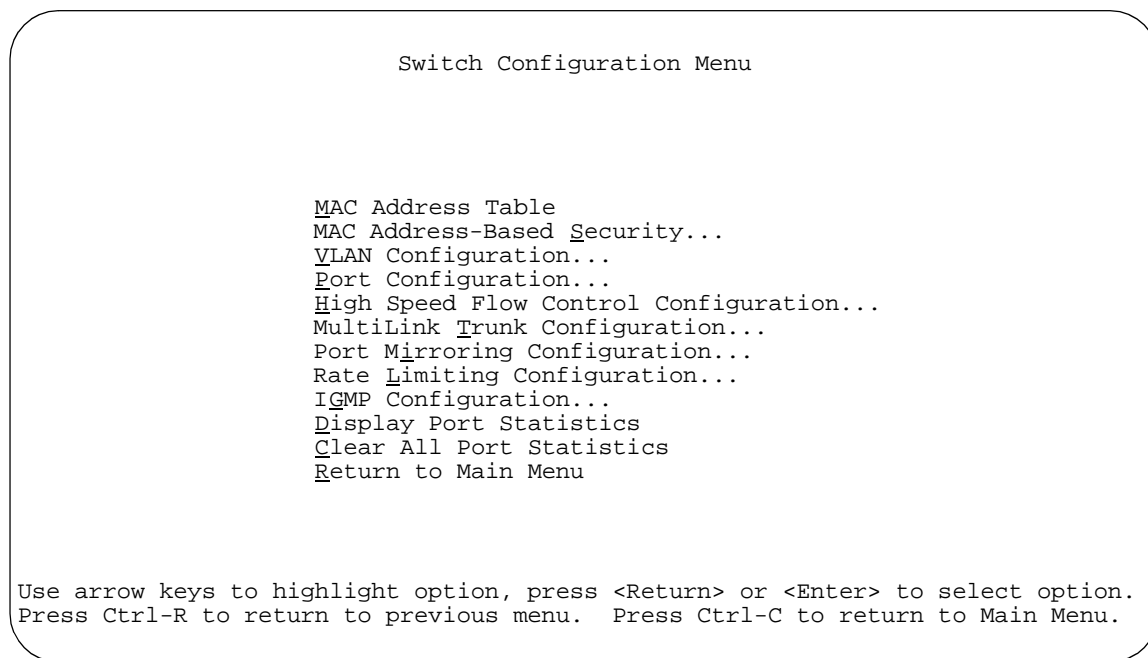 Switch Configuration Menu
MAC Address Table
MAC Address-Based Security...
VLAN Configuration...
Port Configuration...
High Speed Flow Control Configuration...
MultiLink Trunk Configuration...
Port Mirroring Configuration...
Rate Limiting Configuration...
IGMP Configuration...
Display Port Statistics
Clear All Port Statistics
Return to Main Menu
Use arrow keys to highlight option, press <Return> or <Enter> to select option.
Press Ctrl-R to return to previous menu.  Press Ctrl-C to return to Main Menu.